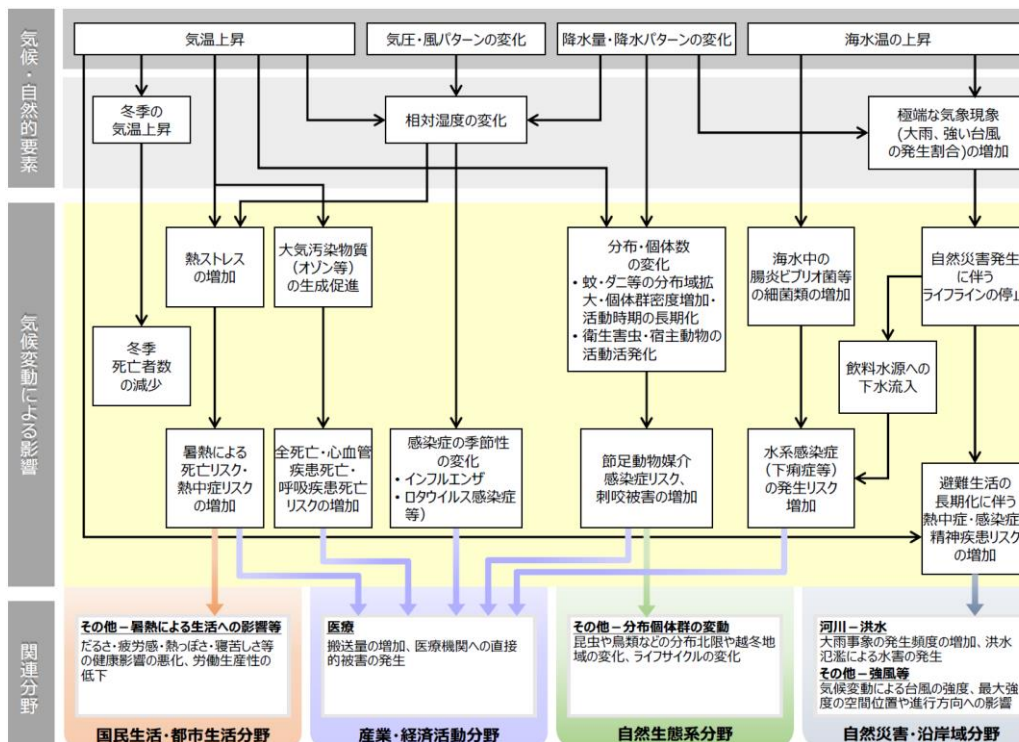 気候・自然的要素
気温上昇
気圧・風パターンの変化
降水量・降水パターンの変化
海水温の上昇
冬季の
気温上昇
相対湿度の変化
極端な気象現象
(大雨、強い台風
の発生割合)の増加
気候変動による影響
熱ストレス
の増加
大気汚染物質
(オゾン等)
の生成促進
分布・個体数
の変化
• 蚊・ダニ等の分布域拡
大・個体群密度増加・
活動時期の長期化
• 衛生害虫・宿主動物の
活動活発化
海水中の
腸炎ビブリオ菌等
の細菌類の増加
自然災害発生
に伴う
ライフラインの停止
冬季
死亡者数
の減少
飲料水源への
下水流入
暑熱による
死亡リスク・
熱中症リスク
の増加
全死亡・心血管
疾患死亡・
呼吸疾患死亡
リスクの増加
感染症の季節性
の変化
• インフルエンザ
• ロタウイルス感染症
等)
節足動物媒介
感染症リスク、
刺咬被害の増加
水系感染症
(下痢症等)
の発生リスク
増加
避難生活の
長期化に伴う
熱中症・感染症・
精神疾患リスク
の増加
関連分野
その他－暑熱による生活への影響等
だるさ・疲労感・熱っぽさ・寝苦しさ等
の健康影響の悪化、労働生産性の
低下
国民生活・都市生活分野
医療
搬送量の増加、医療機関への直接
的被害の発生
産業・経済活動分野
その他－分布個体群の変動
昆虫や鳥類などの分布北限や越冬地
域の変化、ライフサイクルの変化
自然生態系分野
河川－洪水
大雨事象の発生頻度の増加、洪水
氾濫による水害の発生
その他－強風等
気候変動による台風の強度、最大強
度の空間位置や進行方向への影響
自然災害・沿岸域分野